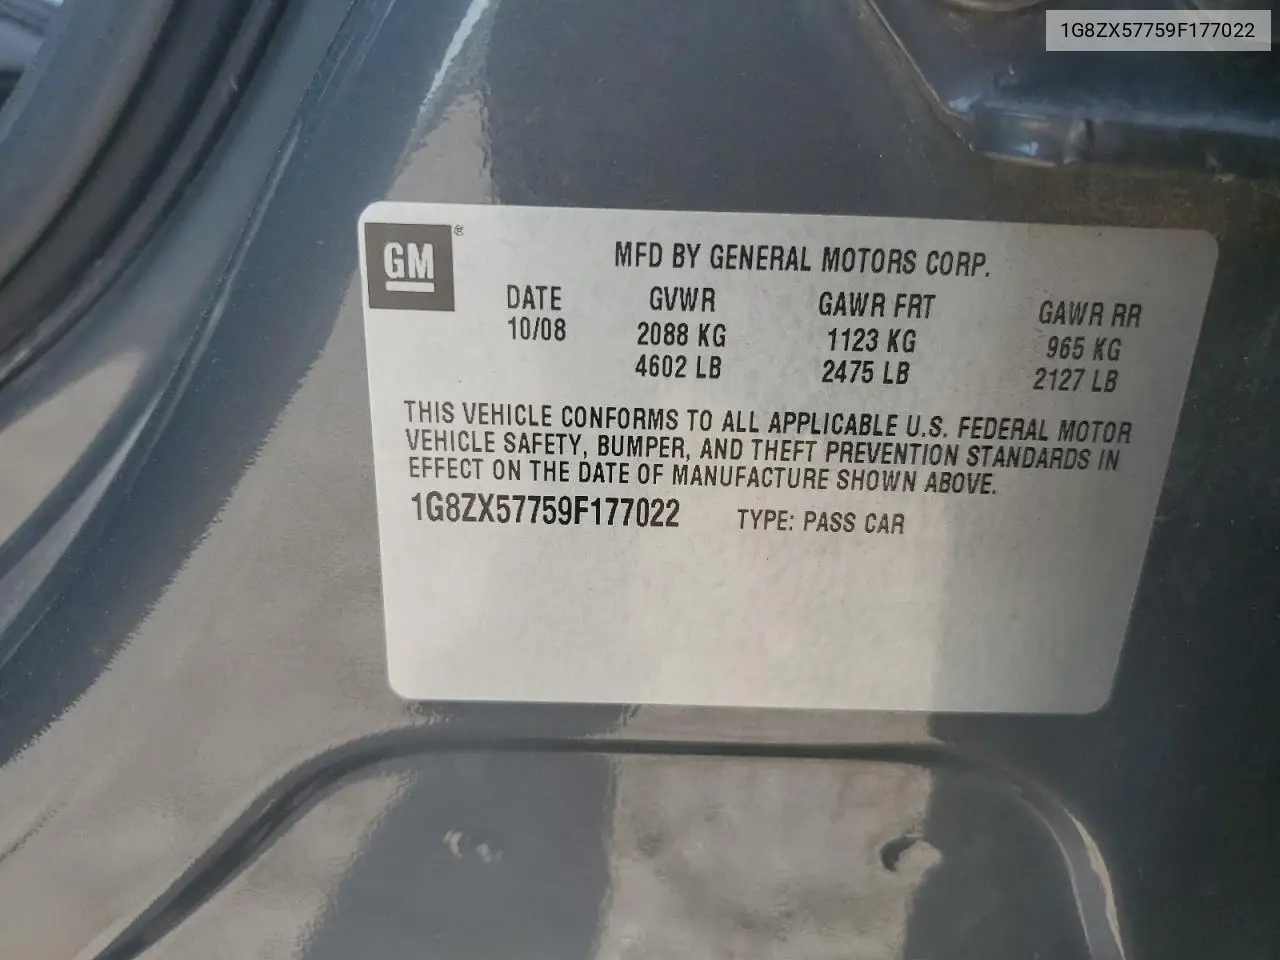 1G8ZX57759F177022
GM®
MFD BY GENERAL MOTORS CORP.
DATE GVWR GAWR FRT GAWR RR
10/08 2088 KG 1123 KG 965 KG
4602 LB 2475 LB 2127 LB
THIS VEHICLE CONFORMS TO ALL APPLICABLE U.S. FEDERAL MOTOR
VEHICLE SAFETY, BUMPER, AND THEFT PREVENTION STANDARDS IN
EFFECT ON THE DATE OF MANUFACTURE SHOWN ABOVE.
1G8ZX57759F177022 TYPE: PASS CAR